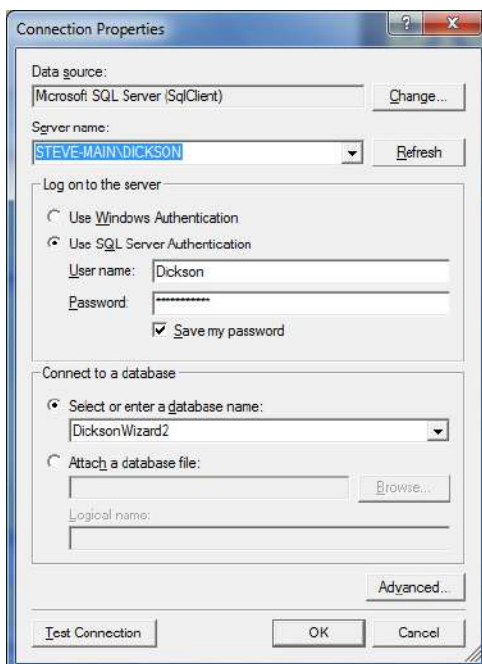 Connection Properties
Data source:
Microsoft SQL Server (SqlClient)
Change...
Server name:
STEVE-MAIN\DICKSON
Refresh
Log on to the server
Use Windows Authentication
Use SQL Server Authentication
User name: Dickson
Password: ************
Save my password
Connect to a database
Select or enter a database name:
DicksonWizard2
Attach a database file:
Browse...
Logical name:
Advanced...
Test Connection OK Cancel